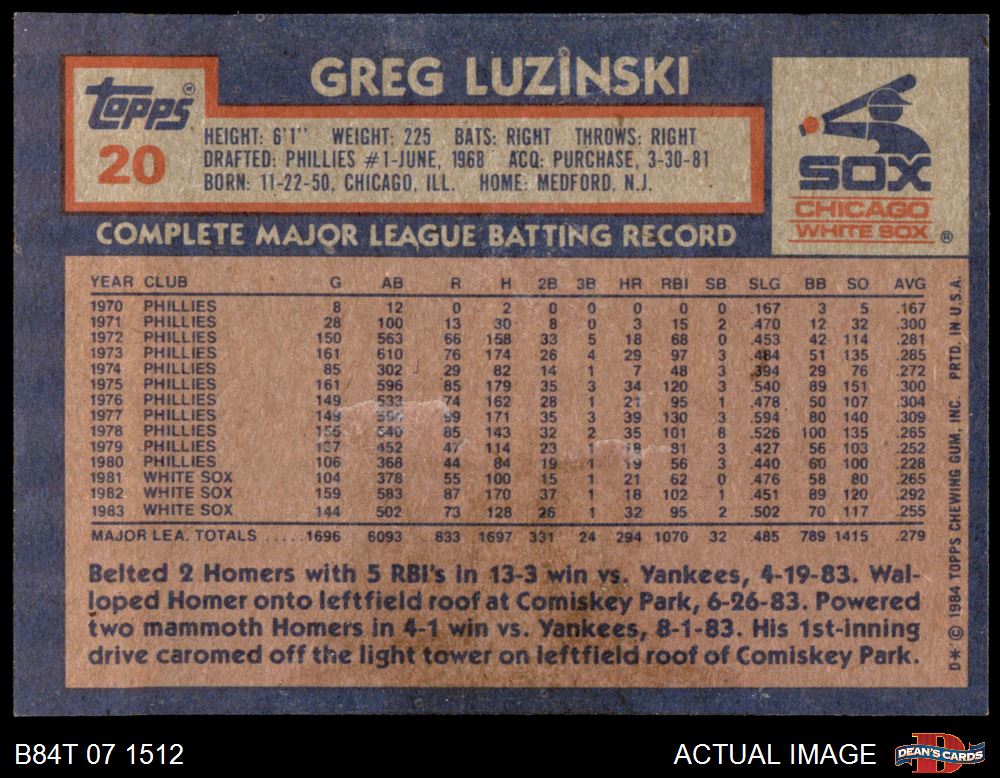 GREG LUZINSKI
topps®
20
HEIGHT: 6'1" WEIGHT: 225 BATS: RIGHT THROWS: RIGHT
DRAFTED: PHILLIES #1-JUNE, 1968 ACQ: PURCHASE, 3-30-81
BORN: 11-22-50, CHICAGO, ILL. HOME: MEDFORD, N.J.
SOX
CHICAGO
WHITE SOX ®
COMPLETE MAJOR LEAGUE BATTING RECORD
YEAR CLUB G AB R H 2B 3B HR RBI SB SLG BB SO AVG
1970 PHILLIES 8 12 0 2 0 0 0 0 0 .167 3 5 .167
1971 PHILLIES 28 100 13 30 8 0 3 15 2 .470 12 32 .300
1972 PHILLIES 150 563 66 158 33 5 18 68 0 .453 42 114 .281
1973 PHILLIES 161 610 76 174 26 4 29 97 3 .484 51 135 .285
1974 PHILLIES 85 302 29 82 14 1 7 48 3 .394 29 76 .272
1975 PHILLIES 161 596 85 179 35 3 34 120 3 .540 89 151 .300
1976 PHILLIES 149 533 74 162 28 1 21 95 1 .478 50 107 .304
1977 PHILLIES 149 554 99 171 35 3 39 130 3 .594 80 140 .309
1978 PHILLIES 155 540 85 143 32 2 35 101 8 .526 100 135 .265
1979 PHILLIES 137 452 47 114 23 1 18 81 3 .427 56 103 .252
1980 PHILLIES 106 368 44 84 19 1 19 56 3 .440 60 100 .228
1981 WHITE SOX 104 378 55 100 15 1 21 62 0 .476 58 80 .265
1982 WHITE SOX 159 583 87 170 37 1 18 102 1 .451 89 120 .292
1983 WHITE SOX 144 502 73 128 26 1 32 95 2 .502 70 117 .255
MAJOR LEA. TOTALS .....1696 6093 833 1697 331 24 294 1070 32 .485 789 1415 .279
Belted 2 Homers with 5 RBI's in 13-3 win vs. Yankees, 4-19-83. Wal-
loped Homer onto leftfield roof at Comiskey Park, 6-26-83. Powered
two mammoth Homers in 4-1 win vs. Yankees, 8-1-83. His 1st-inning
drive caromed off the light tower on leftfield roof of Comiskey Park.
D* © 1984 TOPPS CHEWING GUM, INC. PRTD. IN U.S.A.
B84T 07 1512
ACTUAL IMAGE
DEAN'S CARDS